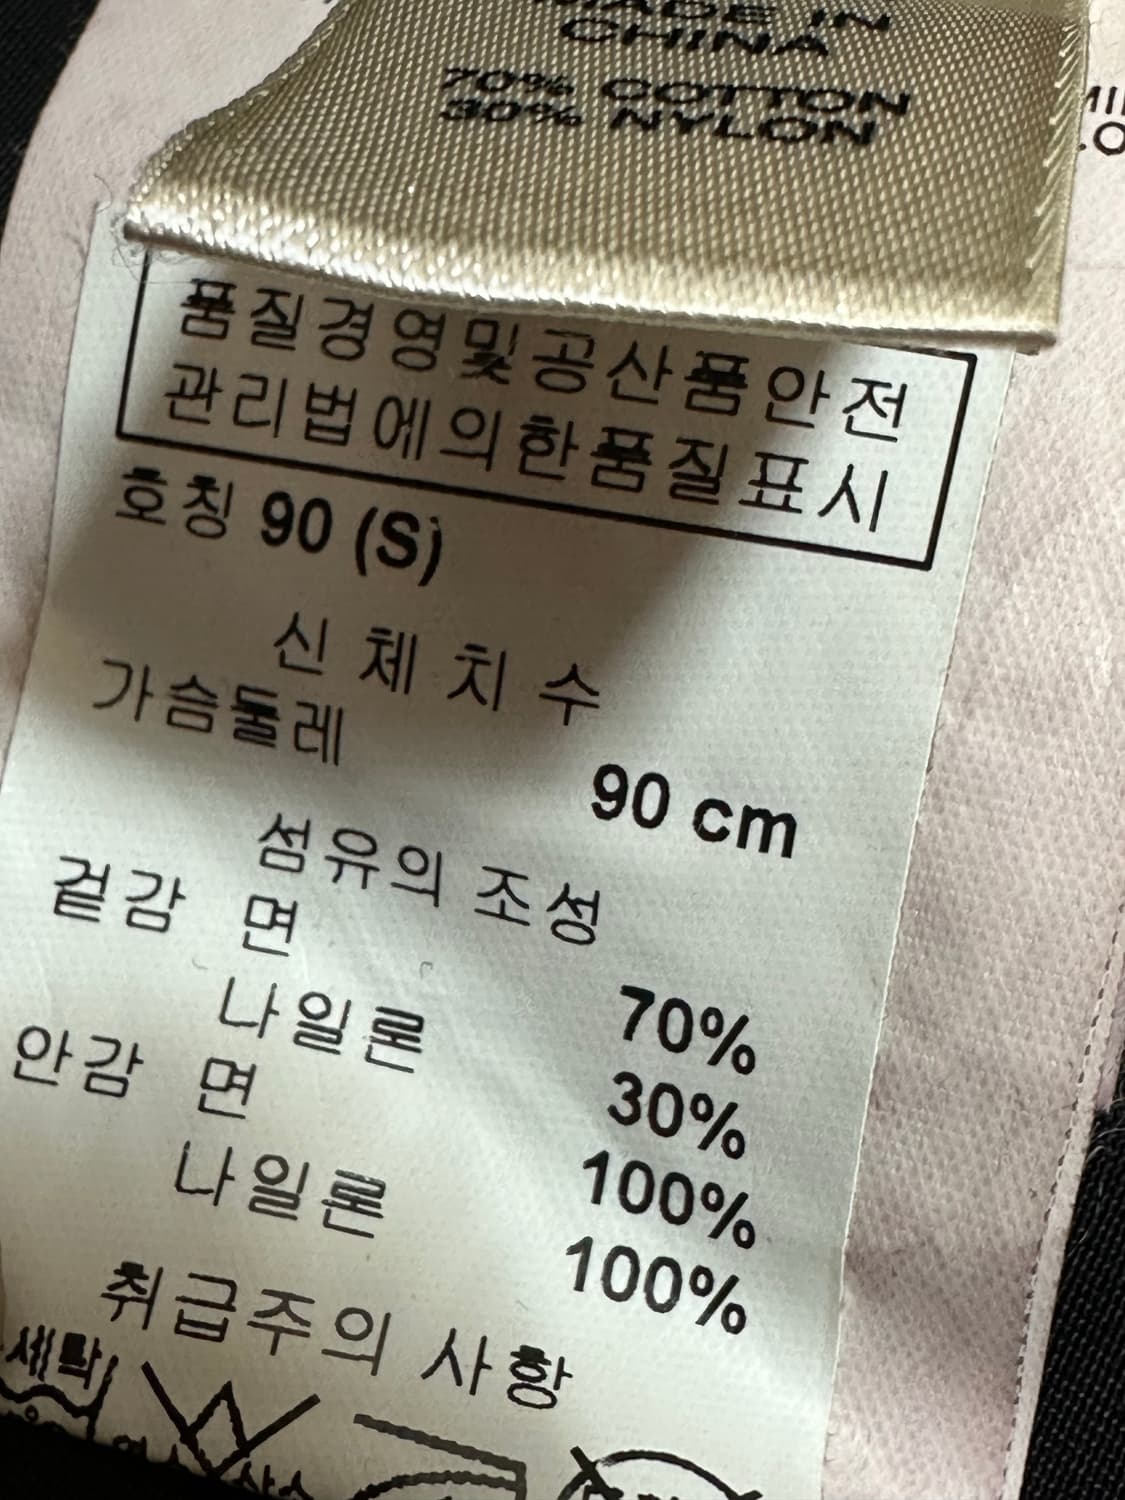 MADE IN
CHINA
70% COTTON
30% NYLON
품질경영및공산품안전
관리법에의한품질표시
호칭 90 (S)
신 체 치 수
가슴둘레
90 cm
섬유의 조성
겉감 면 70%
나일론 30%
안감 면 100%
나일론 100%
취급주의 사항
세탁